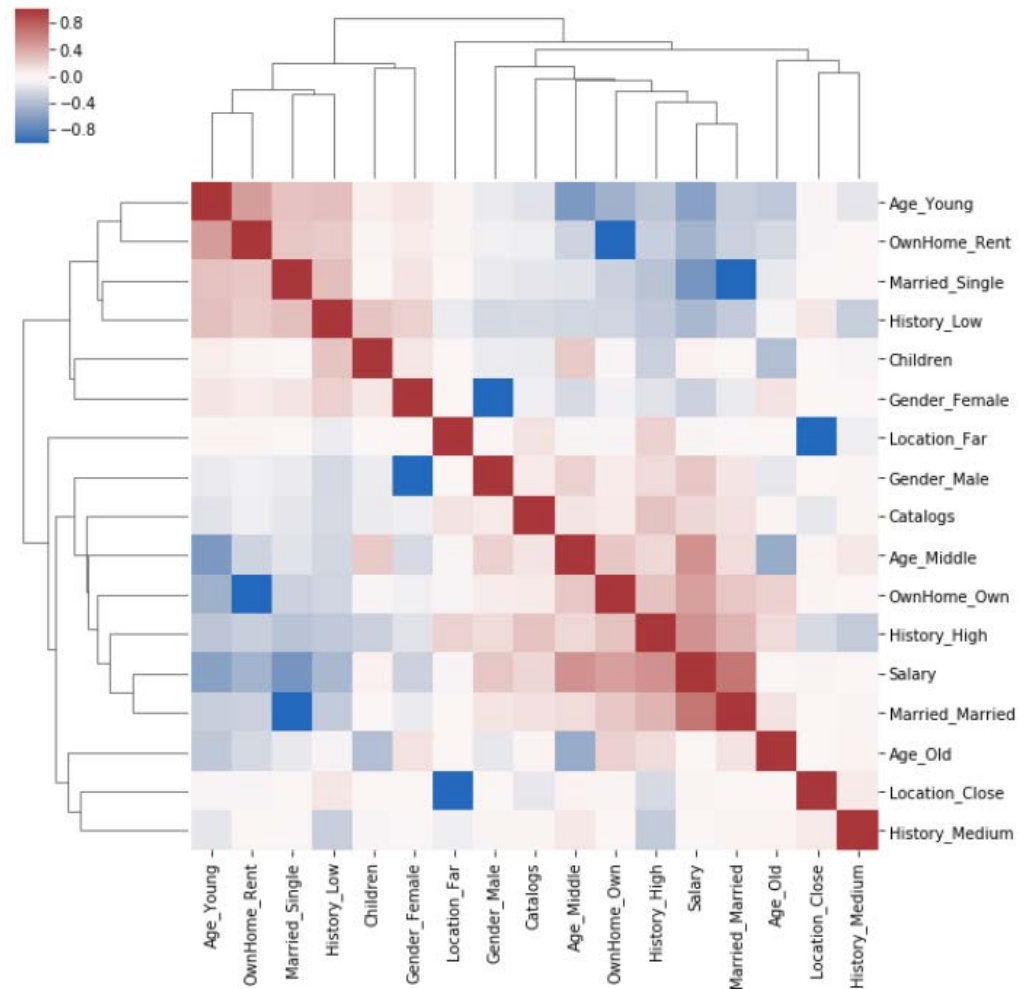 0.8
0.4
0.0
−0.4
−0.8
Age_Young
OwnHome_Rent
Married_Single
History_Low
Children
Gender_Female
Location_Far
Gender_Male
Catalogs
Age_Middle
OwnHome_Own
History_High
Salary
Married_Married
Age_Old
Location_Close
History_Medium
Age_Young
OwnHome_Rent
Married_Single
History_Low
Children
Gender_Female
Location_Far
Gender_Male
Catalogs
Age_Middle
OwnHome_Own
History_High
Salary
Married_Married
Age_Old
Location_Close
History_Medium